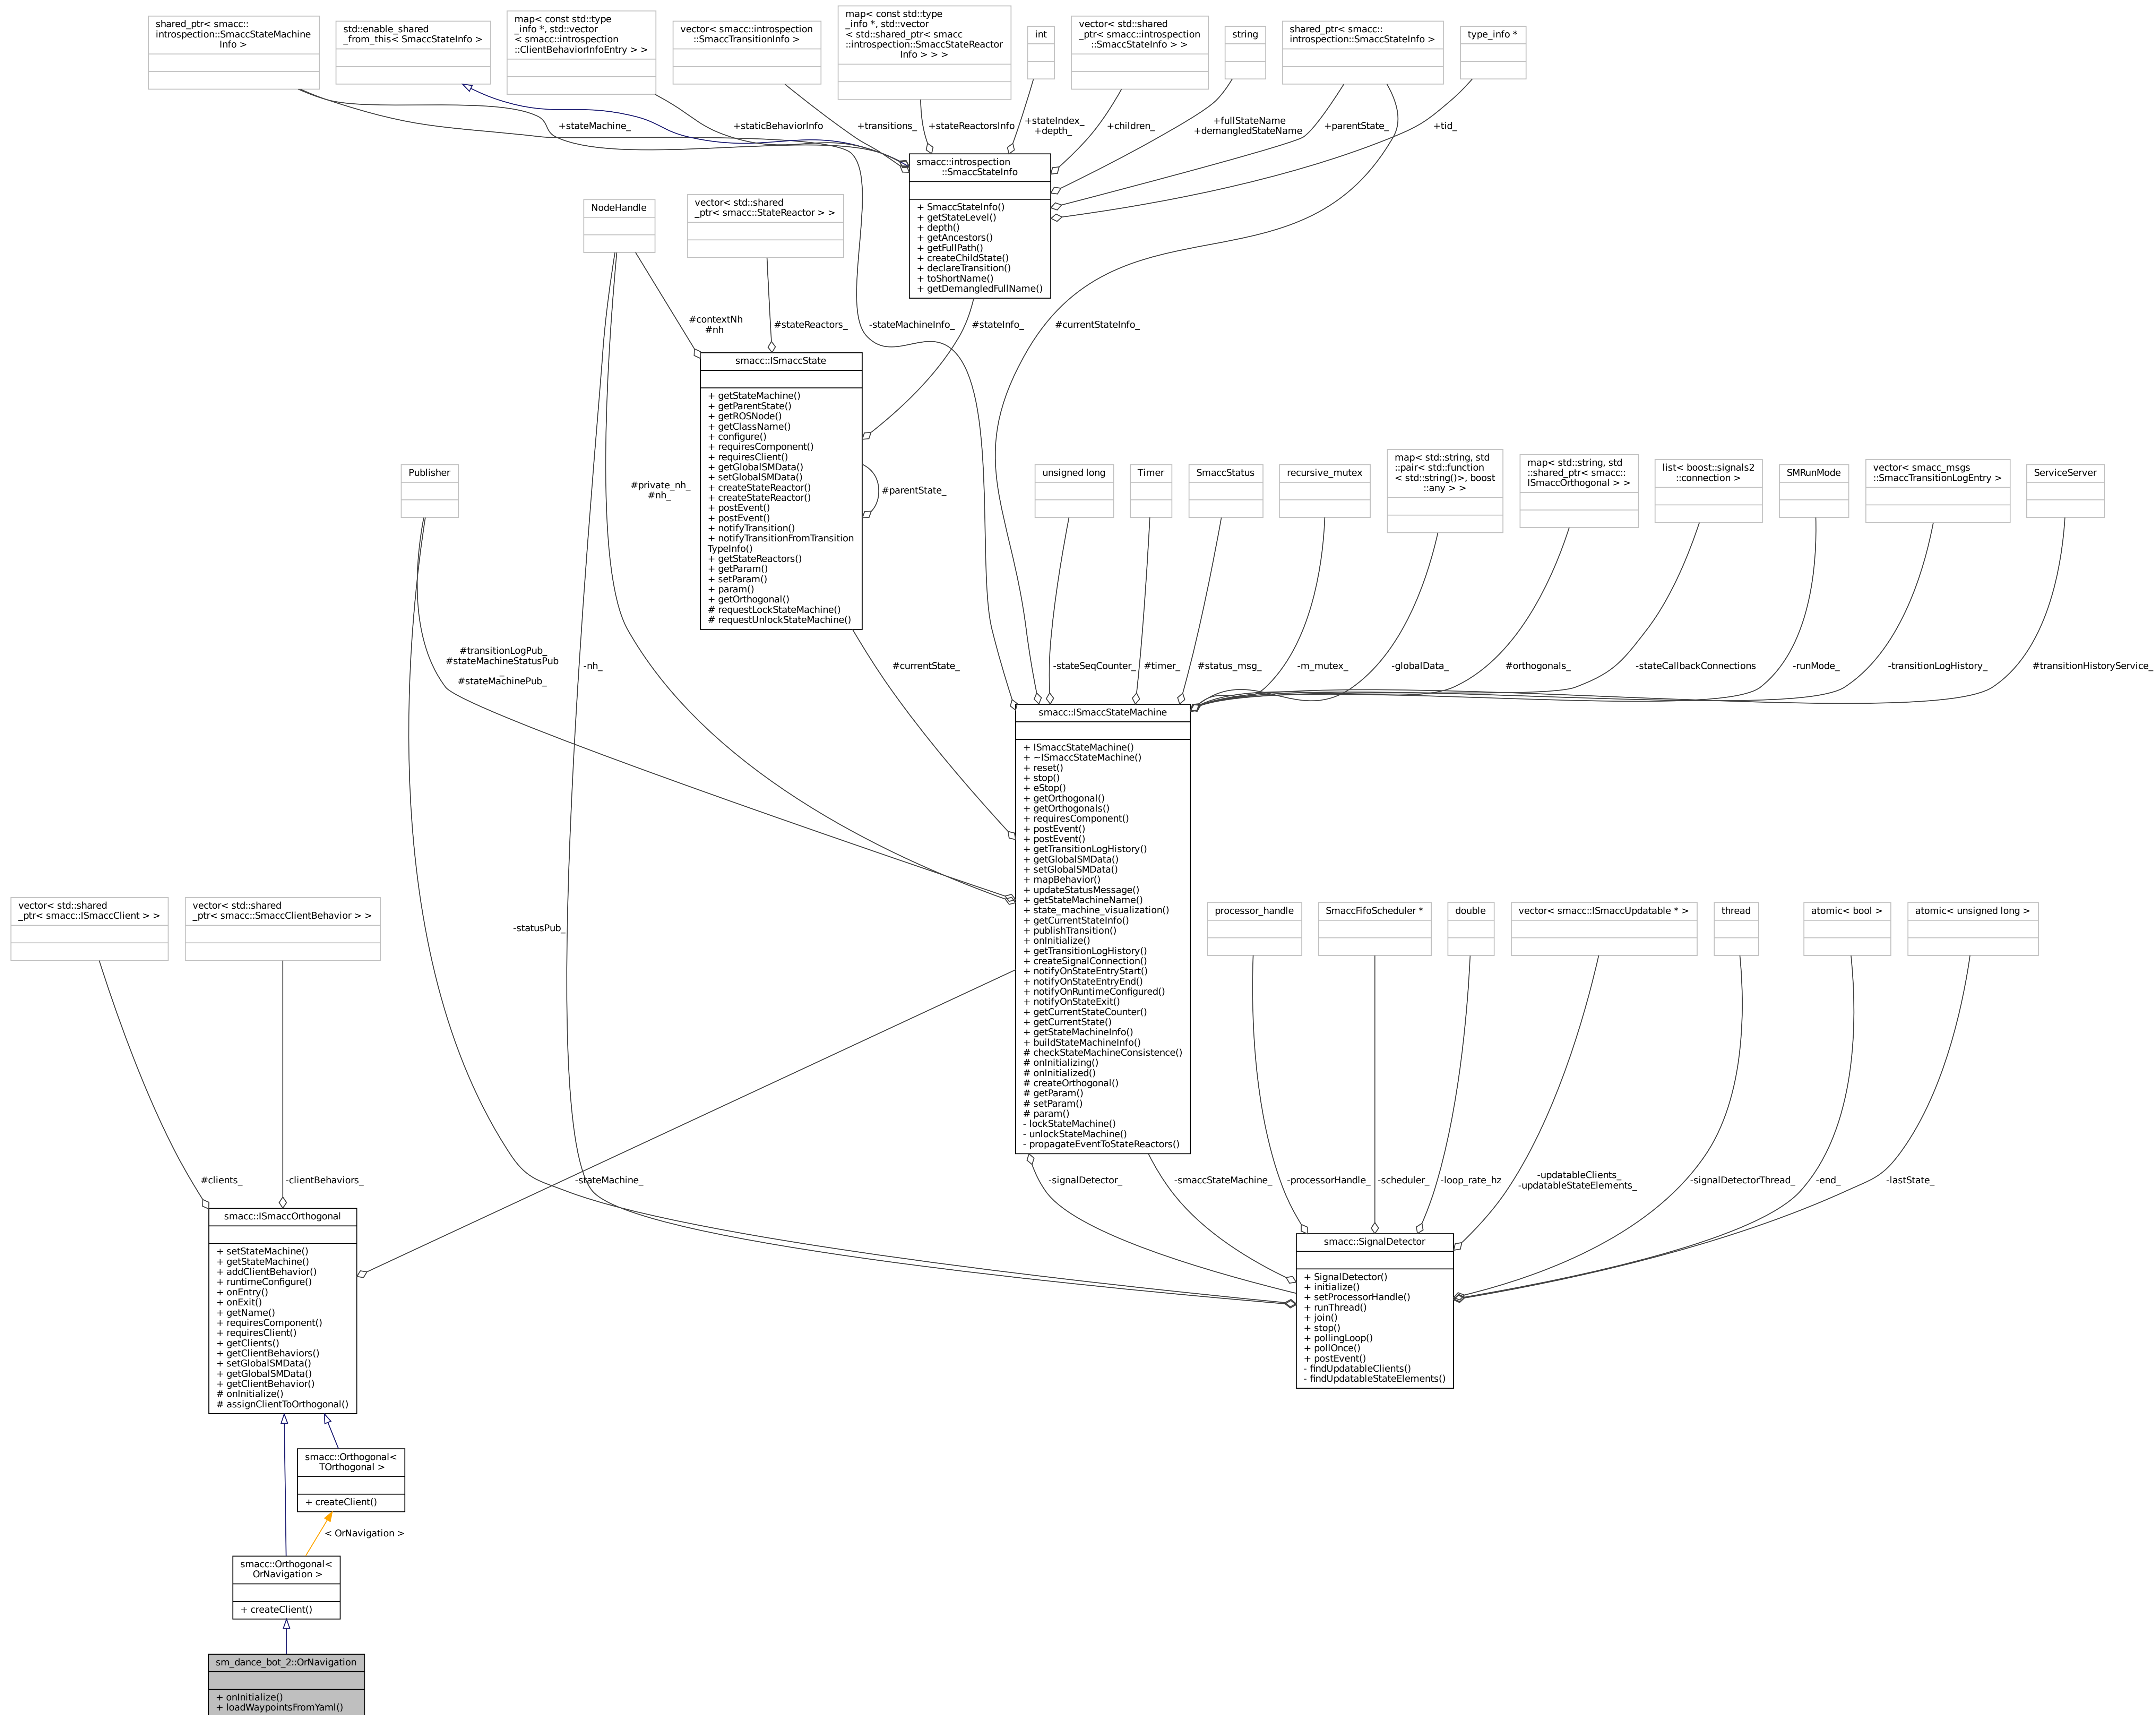 shared_ptr< smacc::
introspection::SmaccStateMachine
Info >
std::enable_shared
_from_this< SmaccStateInfo >
map< const std::type
_info *, std::vector
< smacc::introspection
::ClientBehaviorInfoEntry > >
vector< smacc::introspection
::SmaccTransitionInfo >
map< const std::type
_info *, std::vector
< std::shared_ptr< smacc
::introspection::SmaccStateReactor
Info > > >
int
vector< std::shared
_ptr< smacc::introspection
::SmaccStateInfo > >
string
shared_ptr< smacc::
introspection::SmaccStateInfo >
type_info *
+stateMachine_
+staticBehaviorInfo
+transitions_
+stateReactorsInfo
+stateIndex_
+depth_
+children_
+fullStateName
+demangledStateName
+parentState_
+tid_
smacc::introspection
::SmaccStateInfo
+ SmaccStateInfo()
+ getStateLevel()
+ depth()
+ getAncestors()
+ getFullPath()
+ createChildState()
+ declareTransition()
+ toShortName()
+ getDemangledFullName()
NodeHandle
vector< std::shared
_ptr< smacc::StateReactor > >
#contextNh
#nh
#stateReactors_
-stateMachineInfo_
#stateInfo_
#currentStateInfo_
smacc::ISmaccState
+ getStateMachine()
+ getParentState()
+ getROSNode()
+ getClassName()
+ configure()
+ requiresComponent()
+ requiresClient()
+ getGlobalSMData()
+ setGlobalSMData()
+ createStateReactor()
+ createStateReactor()
+ postEvent()
+ postEvent()
+ notifyTransition()
+ notifyTransitionFromTransition
TypeInfo()
+ getStateReactors()
+ getParam()
+ setParam()
+ param()
+ getOrthogonal()
# requestLockStateMachine()
# requestUnlockStateMachine()
#parentState_
Publisher
#private_nh_
#nh_
unsigned long
Timer
SmaccStatus
recursive_mutex
map< std::string, std
::pair< std::function
< std::string()>, boost
::any > >
map< std::string, std
::shared_ptr< smacc::
ISmaccOrthogonal > >
list< boost::signals2
::connection >
SMRunMode
vector< smacc_msgs
::SmaccTransitionLogEntry >
ServiceServer
#transitionLogPub_
#stateMachineStatusPub
_
#stateMachinePub_
-nh_
#currentState_
-stateSeqCounter_
#timer_
#status_msg_
-m_mutex_
-globalData_
#orthogonals_
-stateCallbackConnections
-runMode_
-transitionLogHistory_
#transitionHistoryService_
smacc::ISmaccStateMachine
+ ISmaccStateMachine()
+ ~ISmaccStateMachine()
+ reset()
+ stop()
+ eStop()
+ getOrthogonal()
+ getOrthogonals()
+ requiresComponent()
+ postEvent()
+ postEvent()
+ getTransitionLogHistory()
+ getGlobalSMData()
+ setGlobalSMData()
+ mapBehavior()
+ updateStatusMessage()
+ getStateMachineName()
+ state_machine_visualization()
+ getCurrentStateInfo()
+ publishTransition()
+ onInitialize()
+ getTransitionLogHistory()
+ createSignalConnection()
+ notifyOnStateEntryStart()
+ notifyOnStateEntryEnd()
+ notifyOnRuntimeConfigured()
+ notifyOnStateExit()
+ getCurrentStateCounter()
+ getCurrentState()
+ getStateMachineInfo()
+ buildStateMachineInfo()
# checkStateMachineConsistence()
# onInitializing()
# onInitialized()
# createOrthogonal()
# getParam()
# setParam()
# param()
- lockStateMachine()
- unlockStateMachine()
- propagateEventToStateReactors()
vector< std::shared
_ptr< smacc::ISmaccClient > >
vector< std::shared
_ptr< smacc::SmaccClientBehavior > >
-statusPub_
processor_handle
SmaccFifoScheduler *
double
vector< smacc::ISmaccUpdatable * >
thread
atomic< bool >
atomic< unsigned long >
#clients_
-clientBehaviors_
-stateMachine_
-signalDetector_
-smaccStateMachine_
-processorHandle_
-scheduler_
-loop_rate_hz
-updatableClients_
-updatableStateElements_
-signalDetectorThread_
-end_
-lastState_
smacc::ISmaccOrthogonal
+ setStateMachine()
+ getStateMachine()
+ addClientBehavior()
+ runtimeConfigure()
+ onEntry()
+ onExit()
+ getName()
+ requiresComponent()
+ requiresClient()
+ getClients()
+ getClientBehaviors()
+ setGlobalSMData()
+ getGlobalSMData()
+ getClientBehavior()
# onInitialize()
# assignClientToOrthogonal()
smacc::SignalDetector
+ SignalDetector()
+ initialize()
+ setProcessorHandle()
+ runThread()
+ join()
+ stop()
+ pollingLoop()
+ pollOnce()
+ postEvent()
- findUpdatableClients()
- findUpdatableStateElements()
smacc::Orthogonal<
TOrthogonal >
+ createClient()
< OrNavigation >
smacc::Orthogonal<
OrNavigation >
+ createClient()
sm_dance_bot_2::OrNavigation
+ onInitialize()
+ loadWaypointsFromYaml()